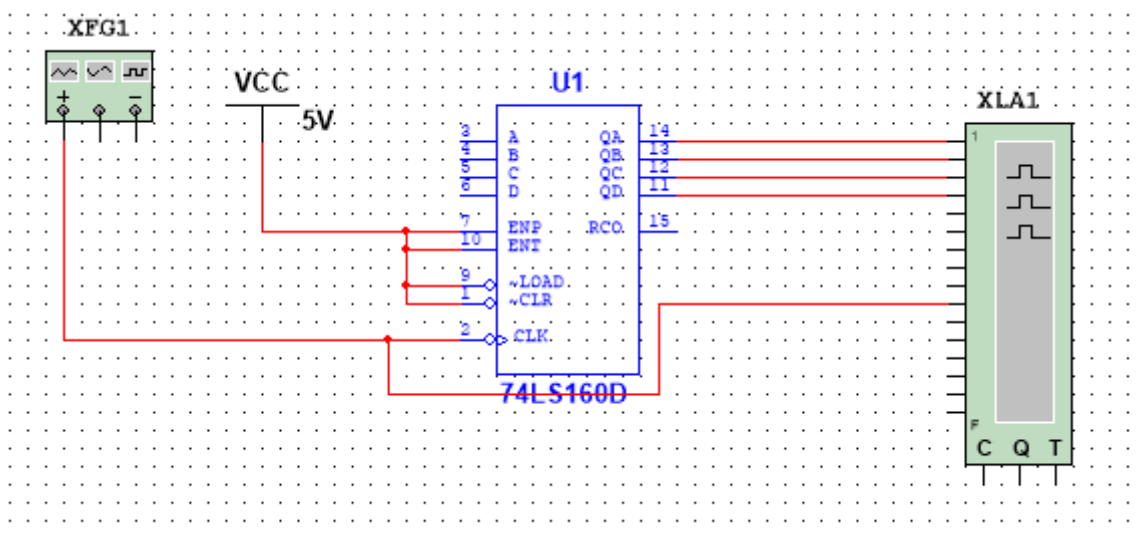 XFG1
+ −
VCC
5V
U1
3 A QA 14
4 B QB 13
5 C QC 12
6 D QD 11
7 ENP RCO 15
10 ENT
9 ~LOAD
1 ~CLR
2 CLK
74LS160D
XLA1
1
F
C Q T